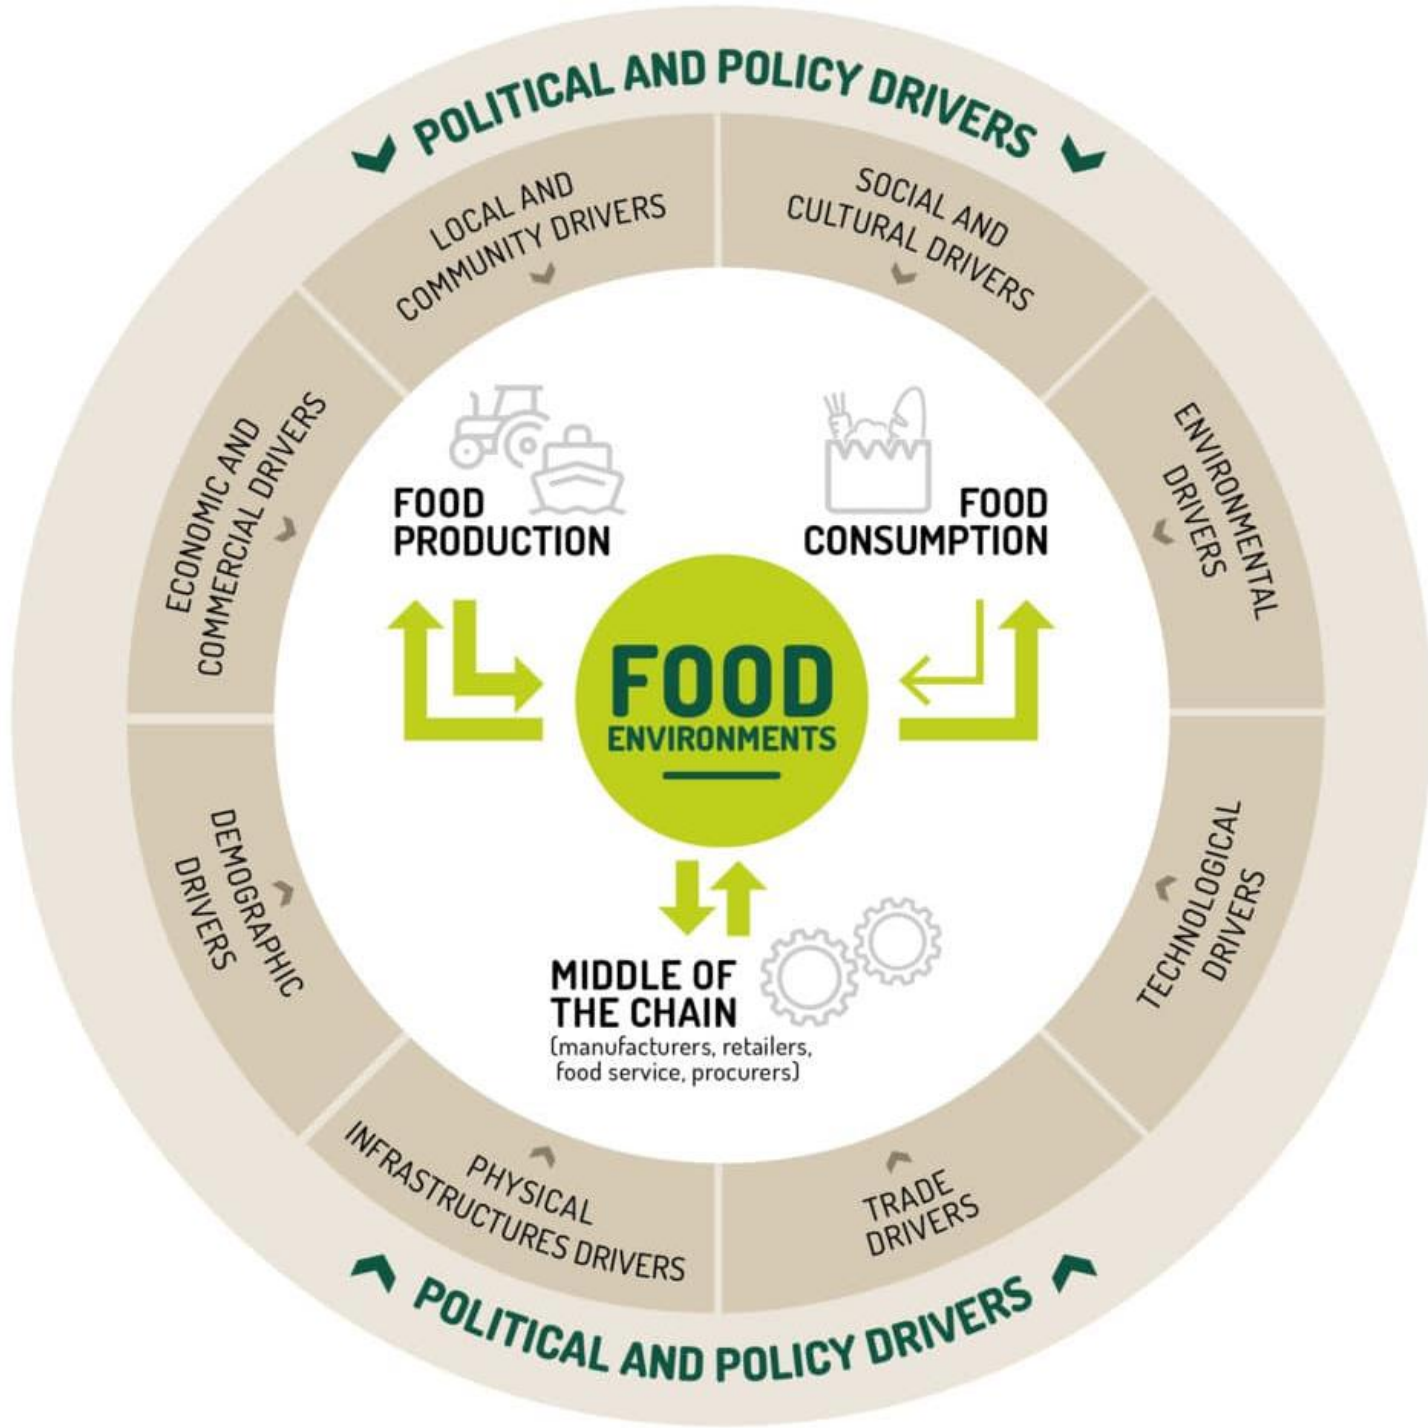 POLITICAL AND POLICY DRIVERS
LOCAL AND
COMMUNITY DRIVERS
SOCIAL AND
CULTURAL DRIVERS
ECONOMIC AND
COMMERCIAL DRIVERS
ENVIRONMENTAL
DRIVERS
FOOD
PRODUCTION
FOOD
CONSUMPTION
FOOD
ENVIRONMENTS
DEMOGRAPHIC
DRIVERS
TECHNOLOGICAL
DRIVERS
MIDDLE OF
THE CHAIN
(manufacturers, retailers,
food service, procurers)
PHYSICAL
INFRASTRUCTURES DRIVERS
TRADE
DRIVERS
POLITICAL AND POLICY DRIVERS